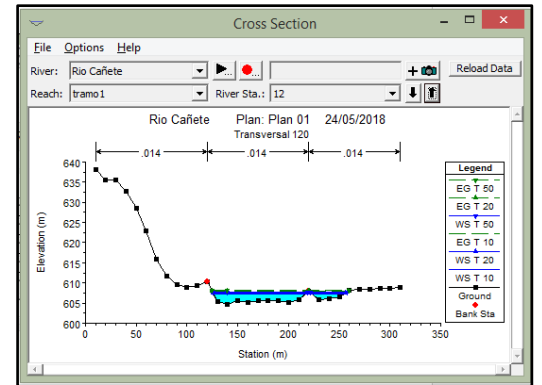 Cross Section
File Options Help
River: Rio Cañete Reload Data
Reach: tramo1 River Sta.: 12
Rio Cañete Plan: Plan 01 24/05/2018
Transversal 120
.014 .014 .014
Elevation (m)
640
635
630
625
620
615
610
605
600
0 50 100 150 200 250 300 350
Station (m)
Legend
EG T 50
EG T 20
WS T 50
EG T 10
WS T 20
WS T 10
Ground
Bank Sta